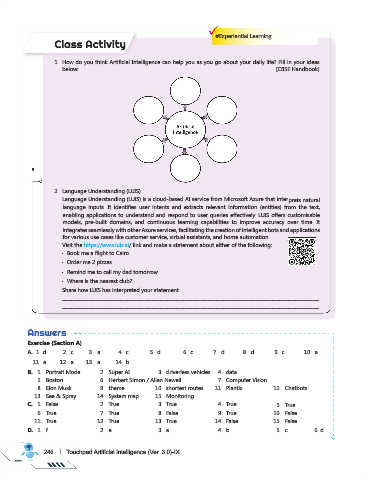 #Experiential Learning
Class Activity
1 How do you think Artificial Intelligence can help you as you go about your daily life? Fill in your ideas
below: [CBSE Handbook]
Artificial
Intelligence
2 Language Understanding (LUIS)
Language Understanding (LUIS) is a cloud-based AI service from Microsoft Azure that interprets natural
language inputs. It identifies user intents and extracts relevant information (entities) from the text,
enabling applications to understand and respond to user queries effectively. LUIS offers customisable
models, pre-built domains, and continuous learning capabilities to improve accuracy over time. It
integrates seamlessly with other Azure services, facilitating the creation of intelligent bots and applications
for various use cases like customer service, virtual assistants, and home automation.
Visit the https://www.luis.ai/ link and make a statement about either of the following:
• Book me a flight to Cairo
• Order me 2 pizzas
• Remind me to call my dad tomorrow
• Where is the nearest club?
Share how LUIS has interpreted your statement
Answers
Exercise (Section A)
A. 1 d 2 c 3 a 4 c 5 d 6 c 7 d 8 d 9 c 10 a
11 a 12 a 13 a 14 b
B. 1 Portrait Mode 2 Super AI 3 driverless vehicles 4 data
5 Boston 6 Herbert Simon / Allen Newell 7 Computer Vision
8 Elon Musk 9 theme 10 shortest routes 11 Plantix 12 Chatbots
13 See & Spray 14 System map 15 Monitoring
C. 1 False 2 True 3 True 4 True 5 True
6 True 7 True 8 False 9 True 10 False
11 True 12 True 13 True 14 False 15 False
D. 1 f 2 e 3 a 4 b 5 c 6 d
246 | Touchpad Artificial Intelligence (Ver. 3.0)-IX